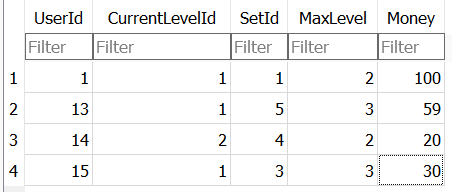 UserId CurrentLevelId SetId MaxLevel Money
Filter Filter Filter Filter Filter
1 1 1 1 2 100
2 13 1 5 3 59
3 14 2 4 2 20
4 15 1 3 3 30